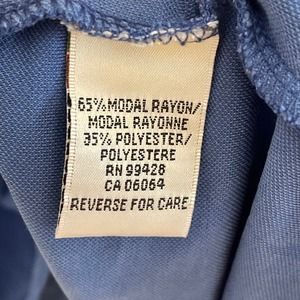 65% MODAL RAYON/
MODAL RAYONNE
35% POLYESTER/
POLYESTERE
RN 99428
CA 06064
REVERSE FOR CARE